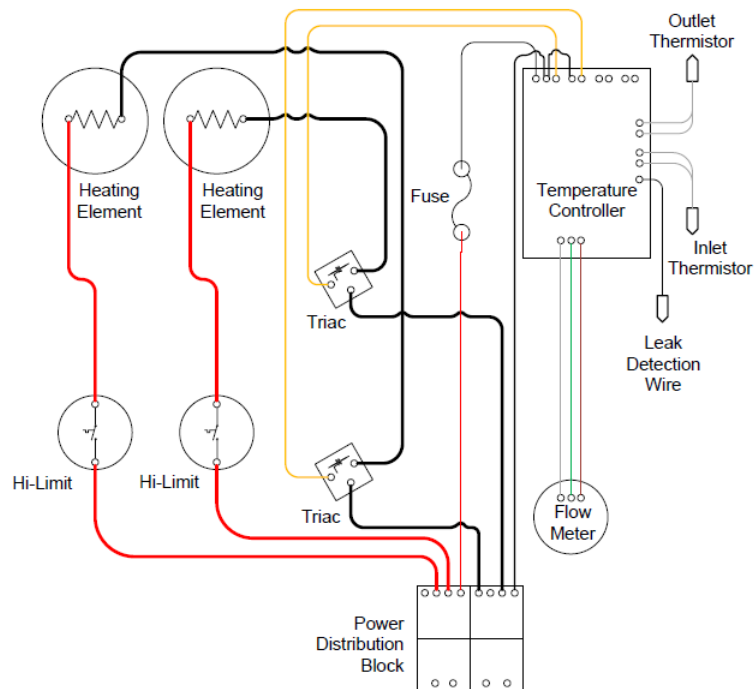 Outlet
Thermistor
Heating
Element
Heating
Element
Fuse
Temperature
Controller
Inlet
Thermistor
Triac
Leak
Detection
Wire
Hi-Limit
Hi-Limit
Triac
Flow
Meter
Power
Distribution
Block